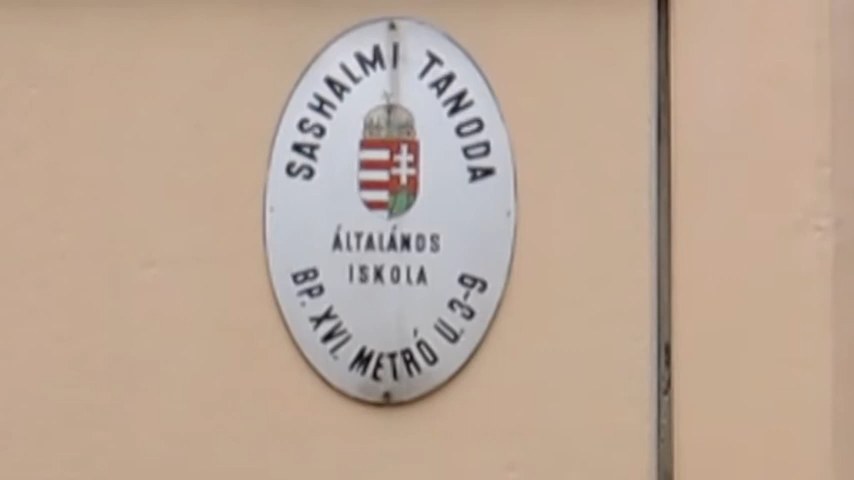 SASHALMI TANODA
ÁLTALÁNOS
ISKOLA
BP. XVI. METRÓ U. 3-9